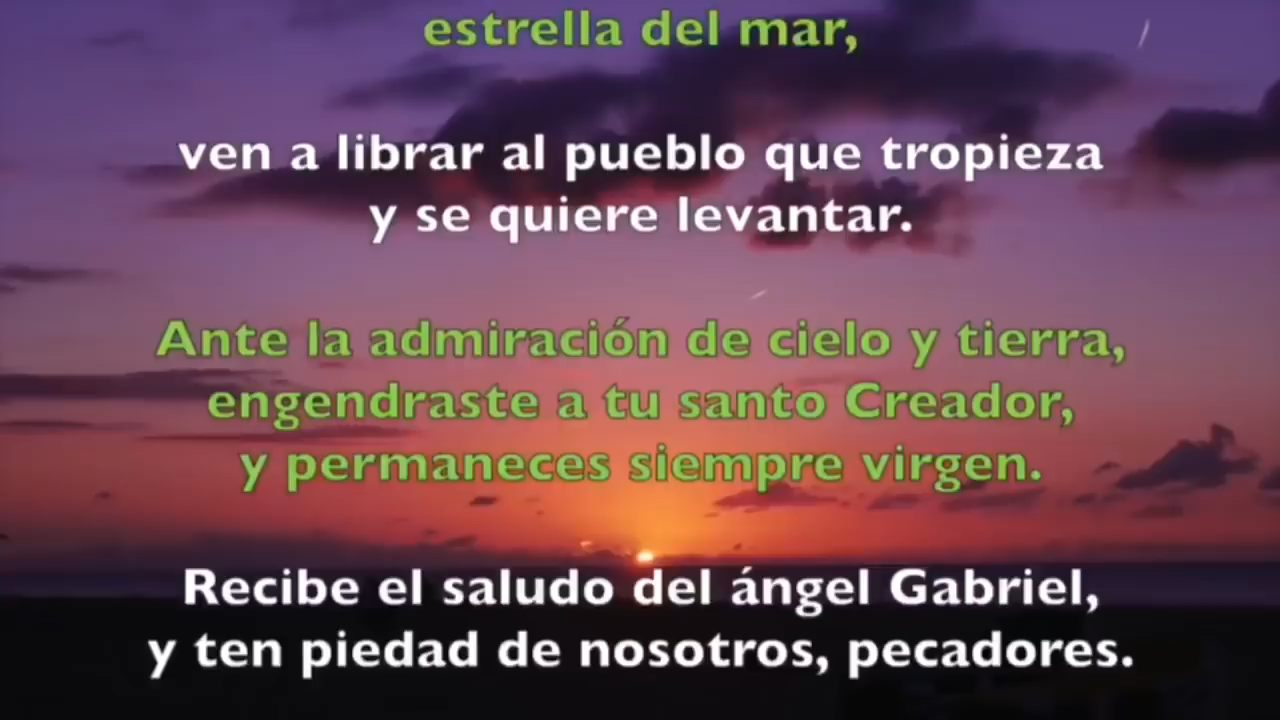 estrella del mar,
ven a librar al pueblo que tropieza
y se quiere levantar.
Ante la admiración de cielo y tierra,
engendraste a tu santo Creador,
y permaneces siempre virgen.
Recibe el saludo del ángel Gabriel,
y ten piedad de nosotros, pecadores.